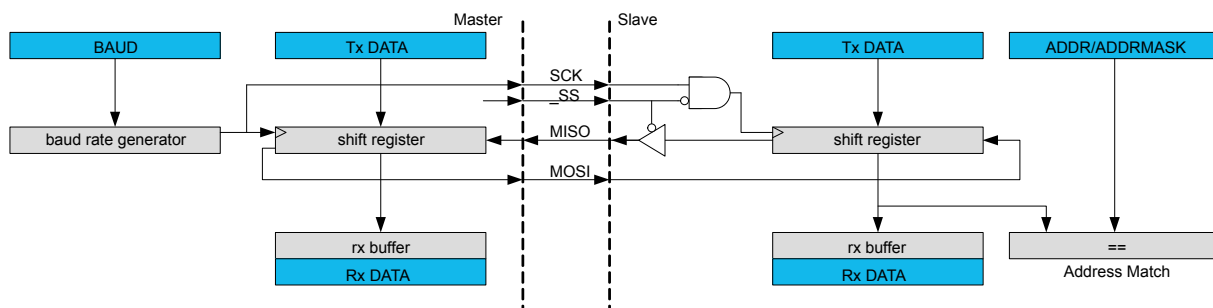 Master
Slave
BAUD
Tx DATA
Tx DATA
ADDR/ADDRMASK
SCK
_SS
baud rate generator
shift register
MISO
shift register
MOSI
rx buffer
Rx DATA
rx buffer
Rx DATA
==
Address Match